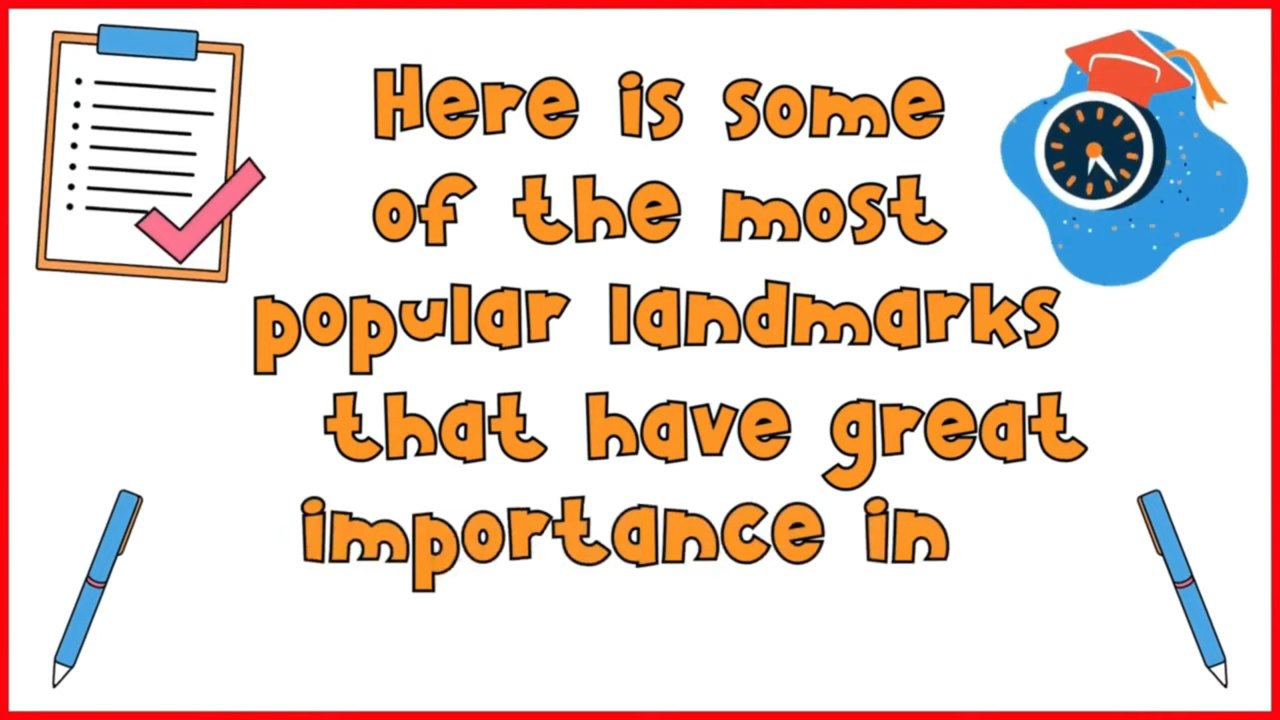 Here is some
of the most
popular landmarks
that have great
importance in